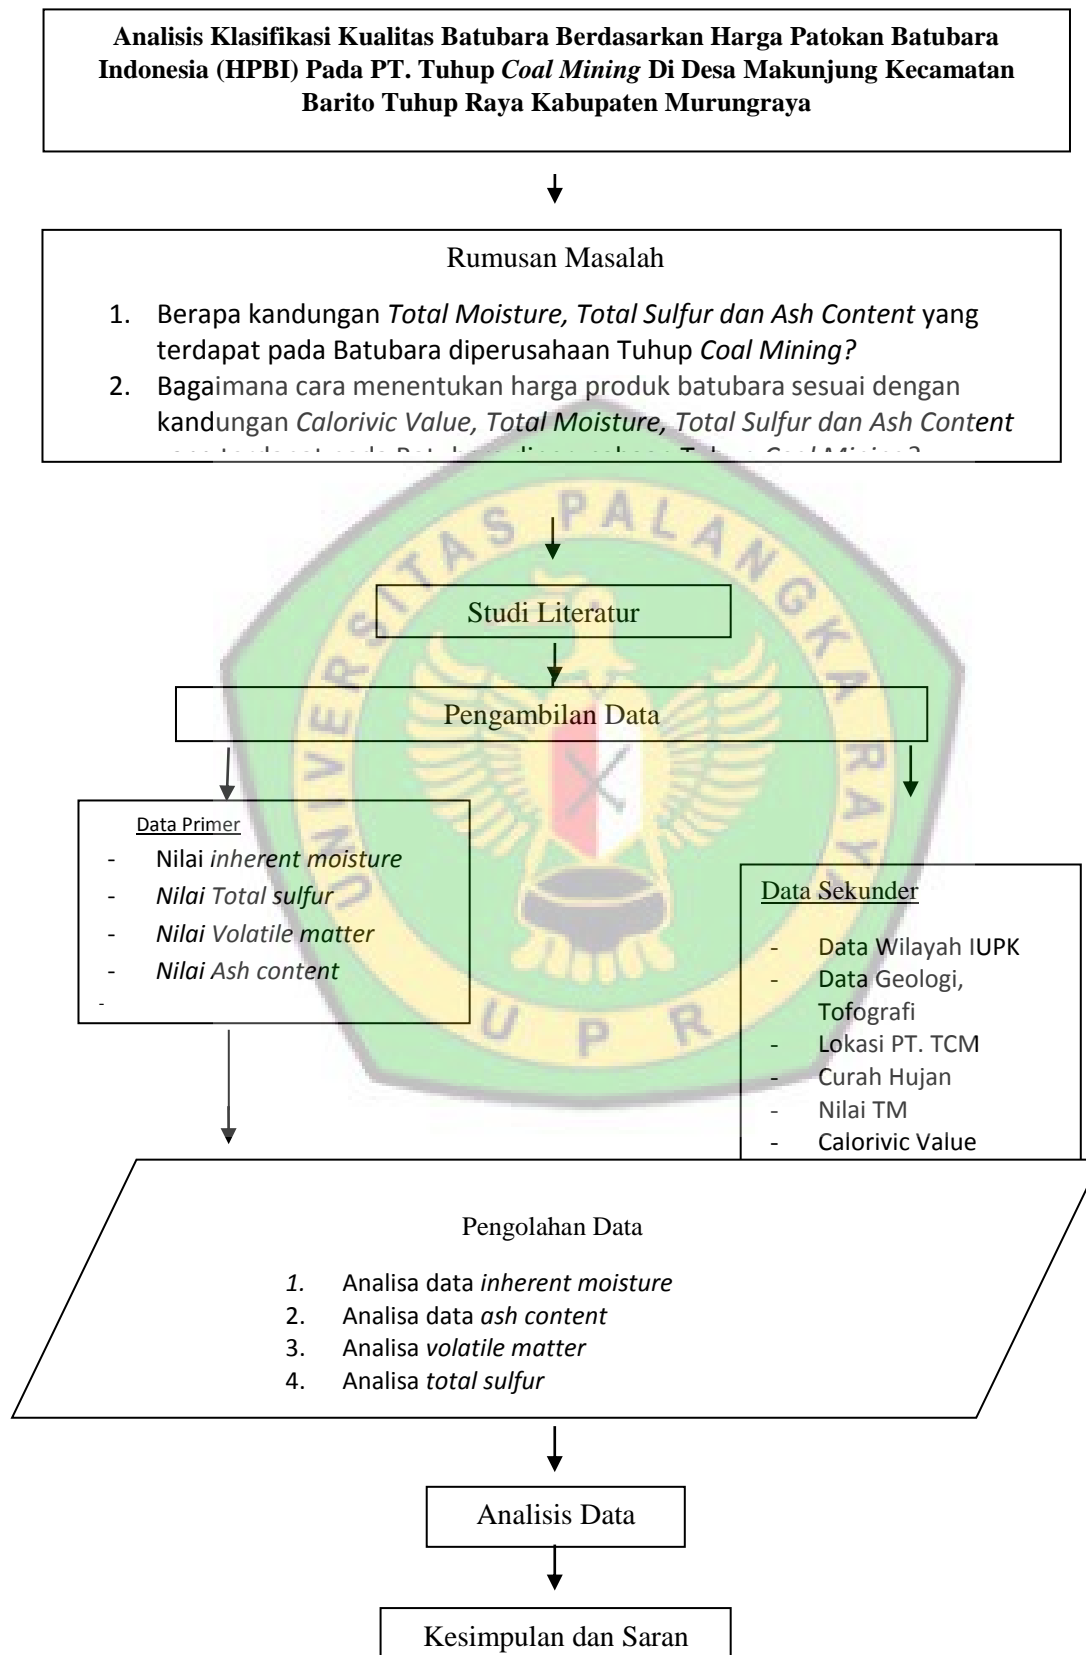 Analisis Klasifikasi Kualitas Batubara Berdasarkan Harga Patokan Batubara
Indonesia (HPBI) Pada PT. Tuhup Coal Mining Di Desa Makunjung Kecamatan
Barito Tuhup Raya Kabupaten Murungraya
Rumusan Masalah
1. Berapa kandungan Total Moisture, Total Sulfur dan Ash Content yang
terdapat pada Batubara diperusahaan Tuhup Coal Mining?
2. Bagaimana cara menentukan harga produk batubara sesuai dengan
kandungan Calorivic Value, Total Moisture, Total Sulfur dan Ash Content
UNIVERSITAS PALANGKA RAYA
Studi Literatur
Pengambilan Data
Data Primer
- Nilai inherent moisture
- Nilai Total sulfur
- Nilai Volatile matter
- Nilai Ash content
-
Data Sekunder
- Data Wilayah IUPK
- Data Geologi,
Tofografi
- Lokasi PT. TCM
- Curah Hujan
- Nilai TM
- Calorivic Value
U P R
Pengolahan Data
1. Analisa data inherent moisture
2. Analisa data ash content
3. Analisa volatile matter
4. Analisa total sulfur
Analisis Data
Kesimpulan dan Saran